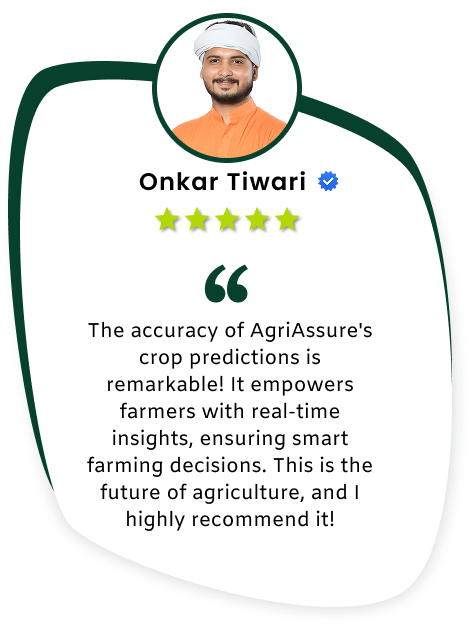 Onkar Tiwari
“
The accuracy of AgriAssure's
crop predictions is
remarkable! It empowers
farmers with real-time
insights, ensuring smart
farming decisions. This is the
future of agriculture, and I
highly recommend it!